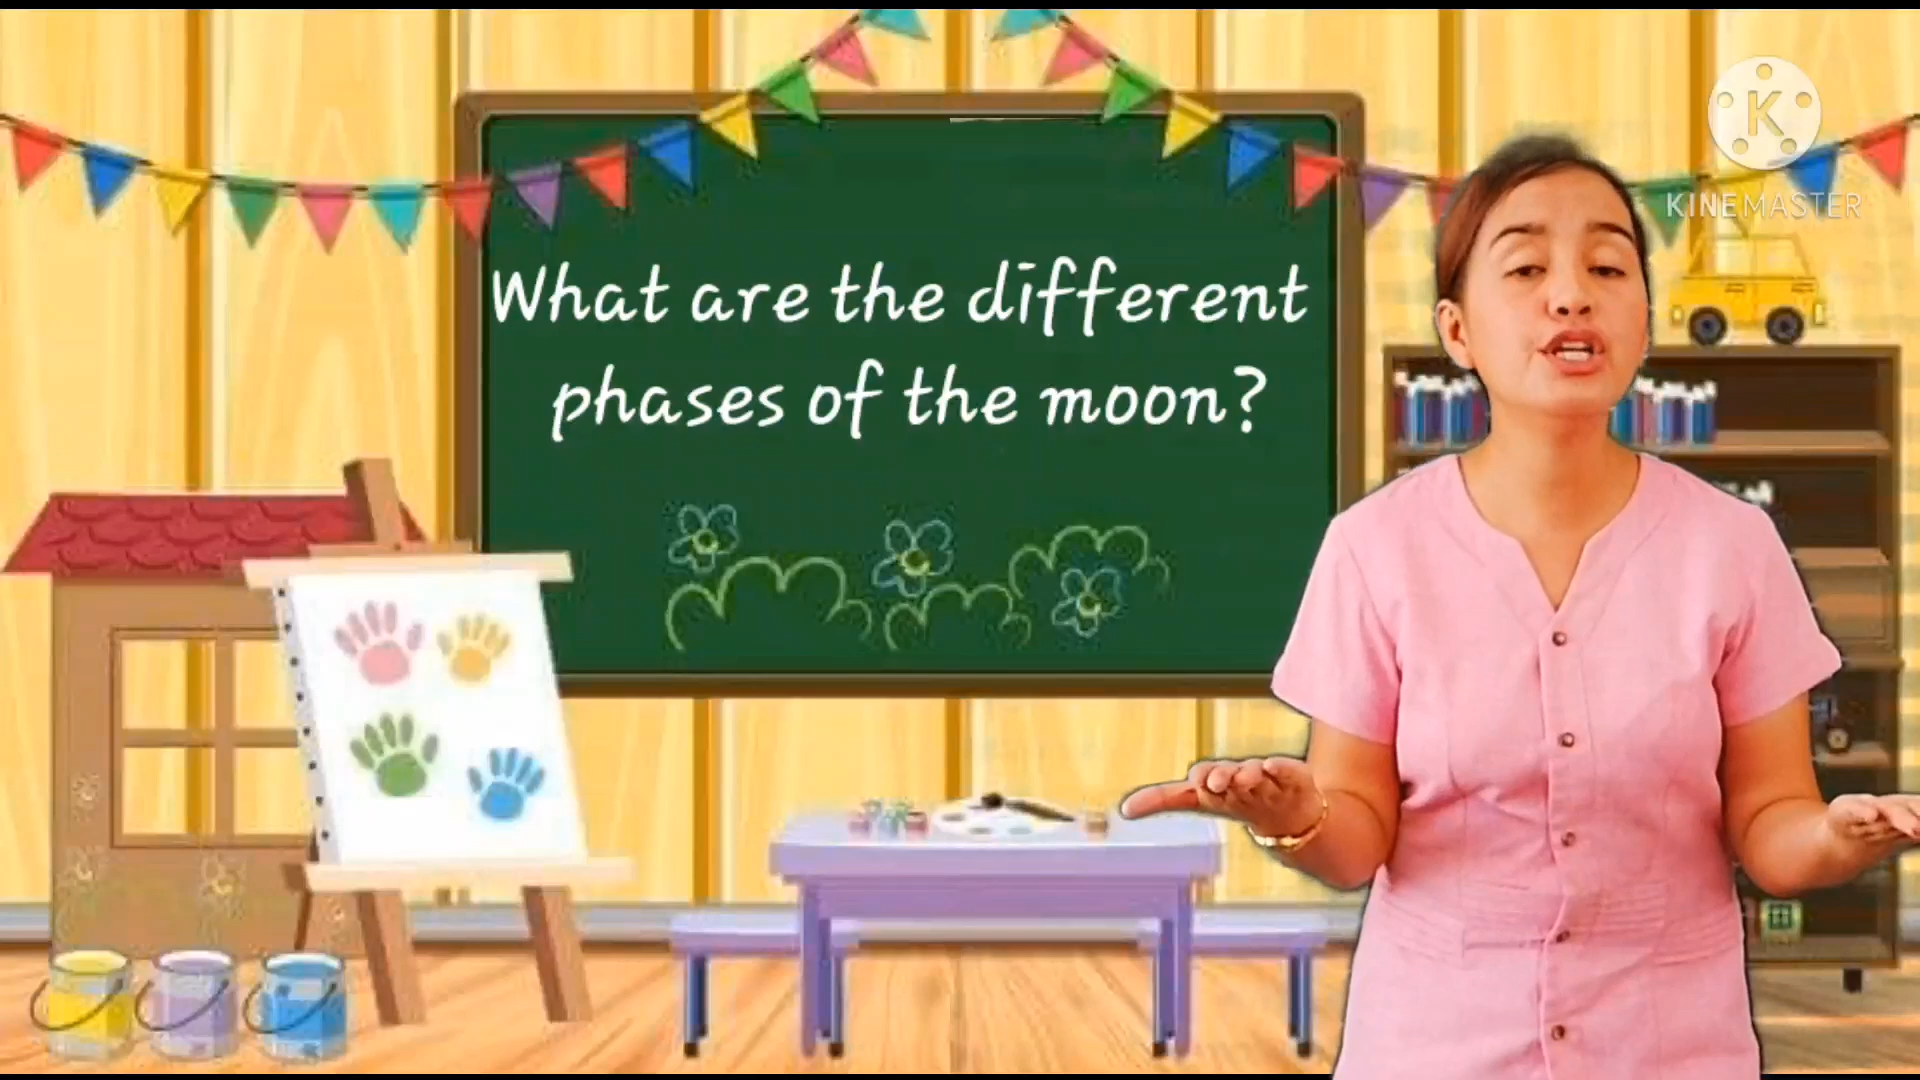 What are the different
phases of the moon?
K
KINEMASTER